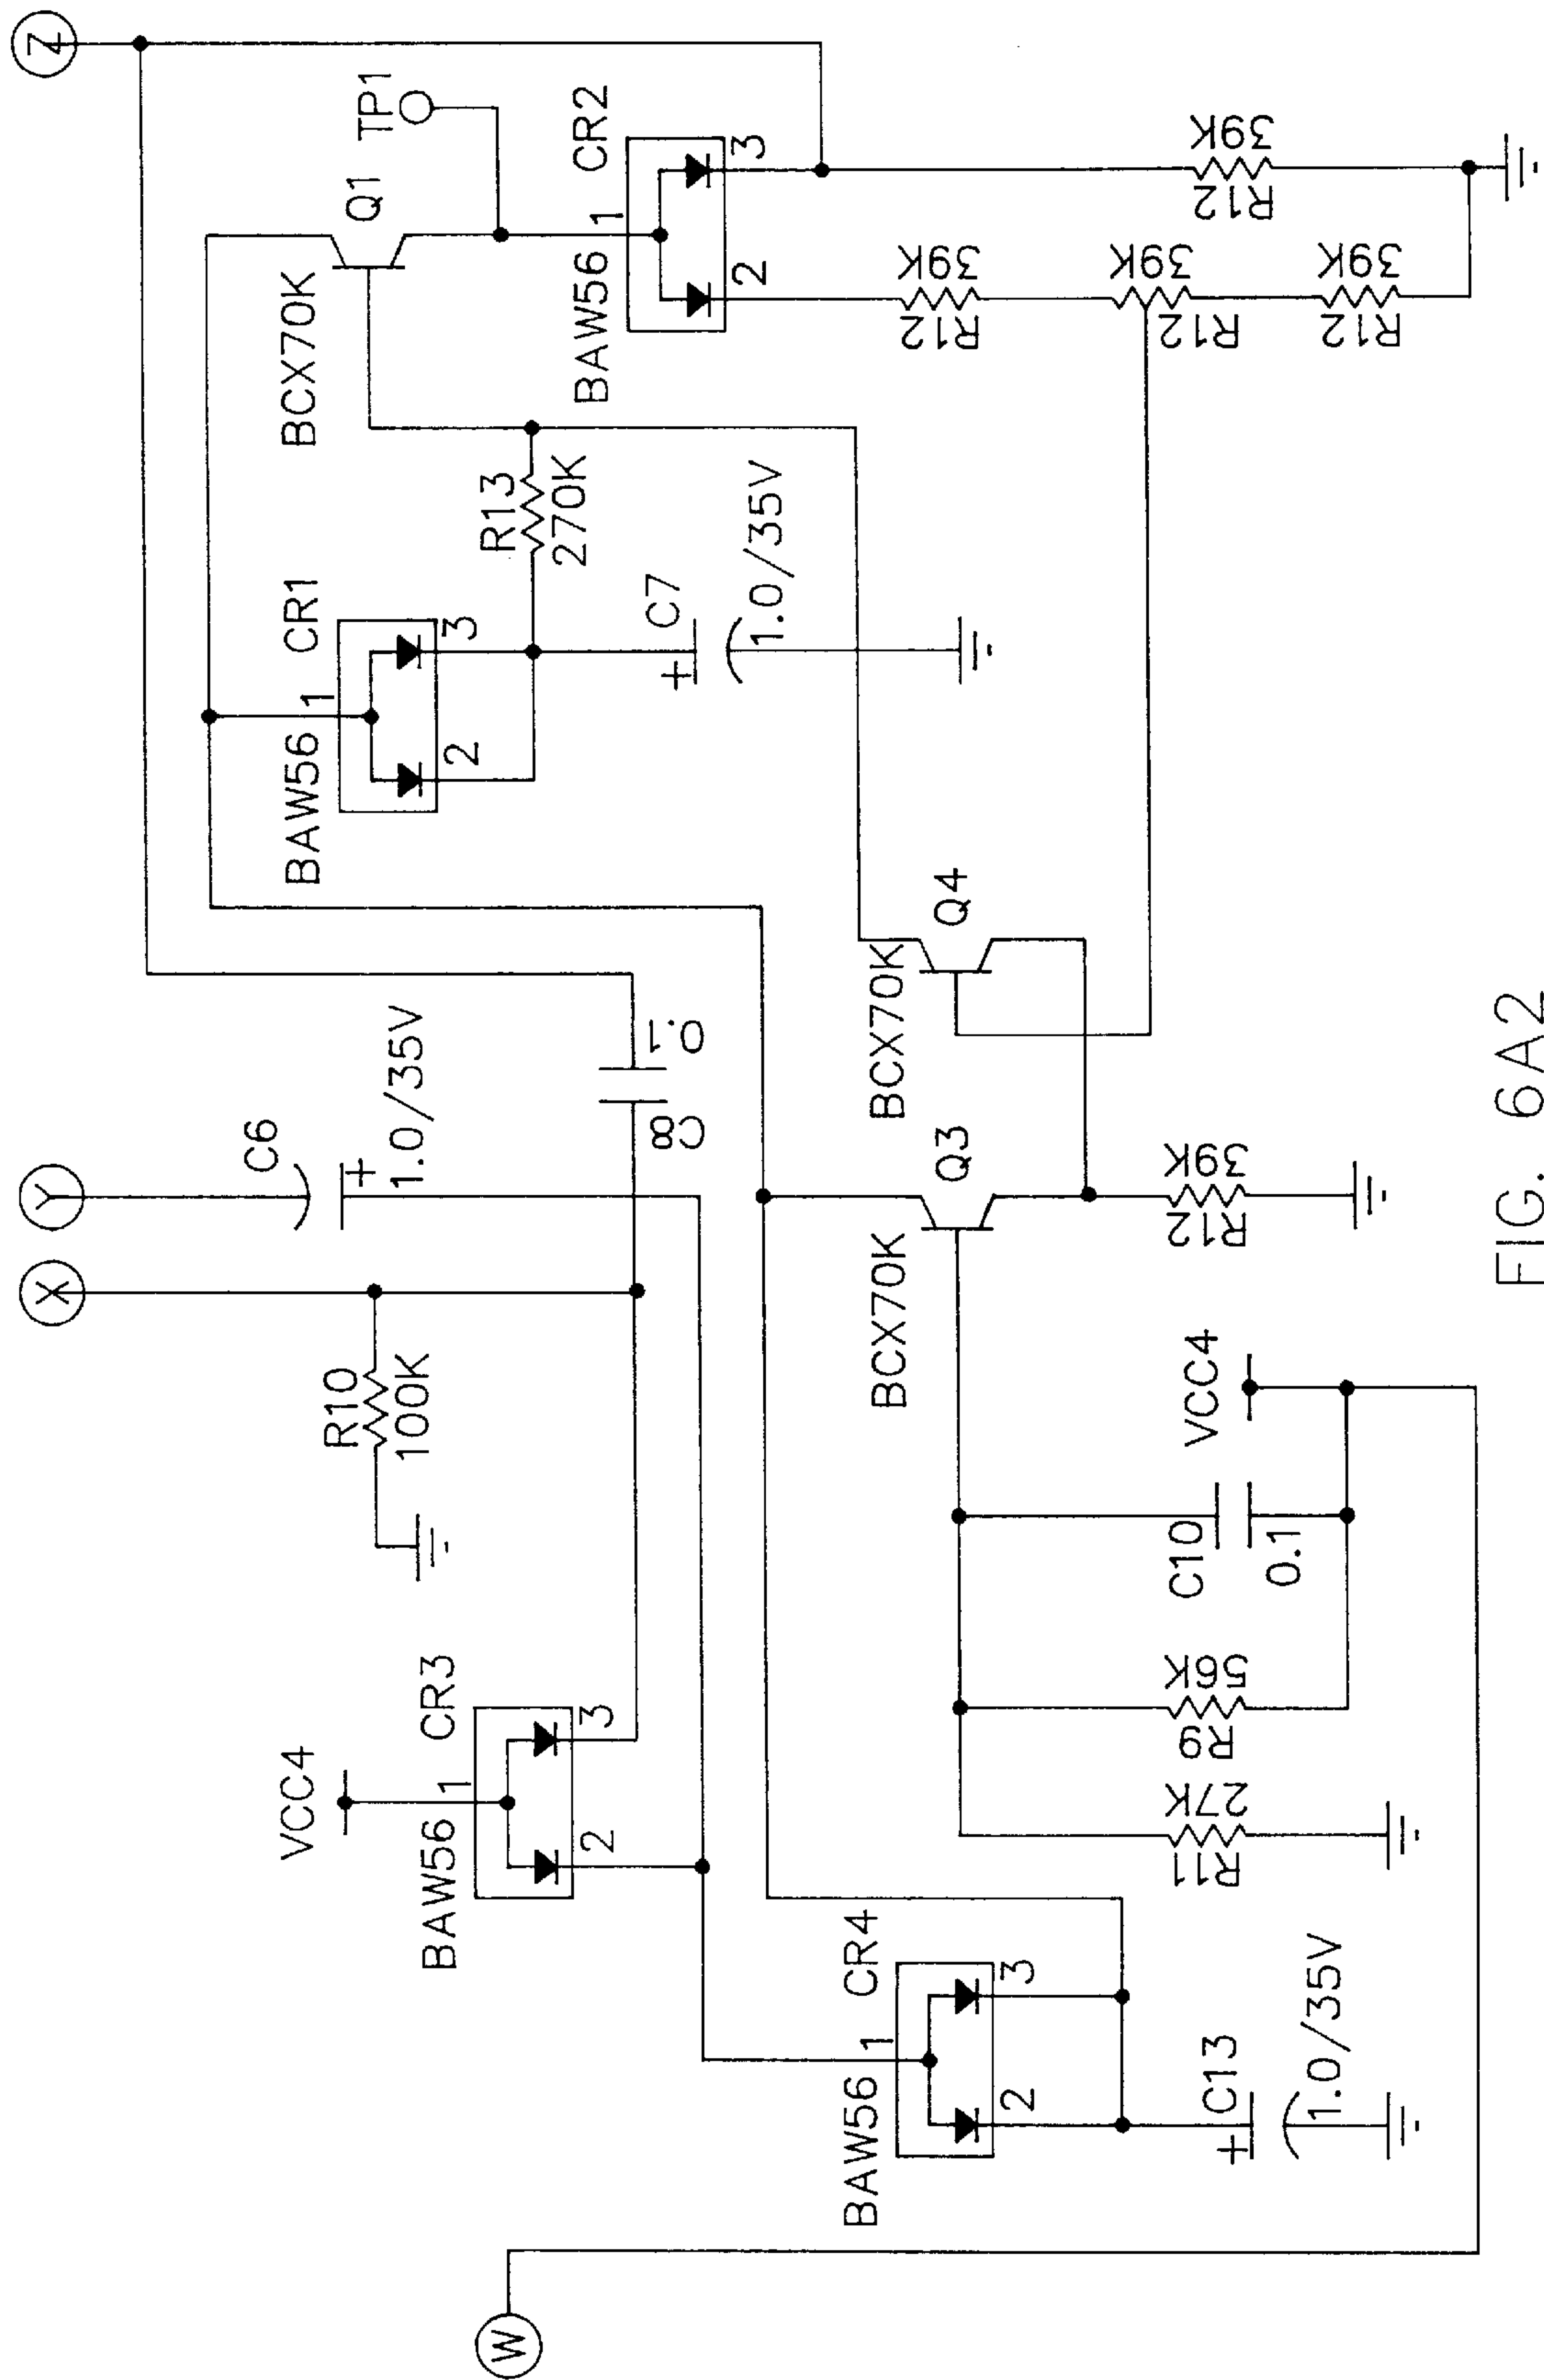 Z
Y
X
W
TP1
Q1
BCX70K
CR2
BAW56
1
2
3
R12
39K
R12
39K
R12
39K
R12
39K
R13
270K
CR1
BAW56
1
2
3
C7
+
1.0/35V
C6
+
1.0/35V
C8
0.1
R10
100K
Q4
BCX70K
Q3
BCX70K
R12
39K
VCC4
CR3
BAW56
1
2
3
VCC4
C10
0.1
R9
56K
R11
27K
CR4
BAW56
1
2
3
C13
+
1.0/35V
FIG. 6A2